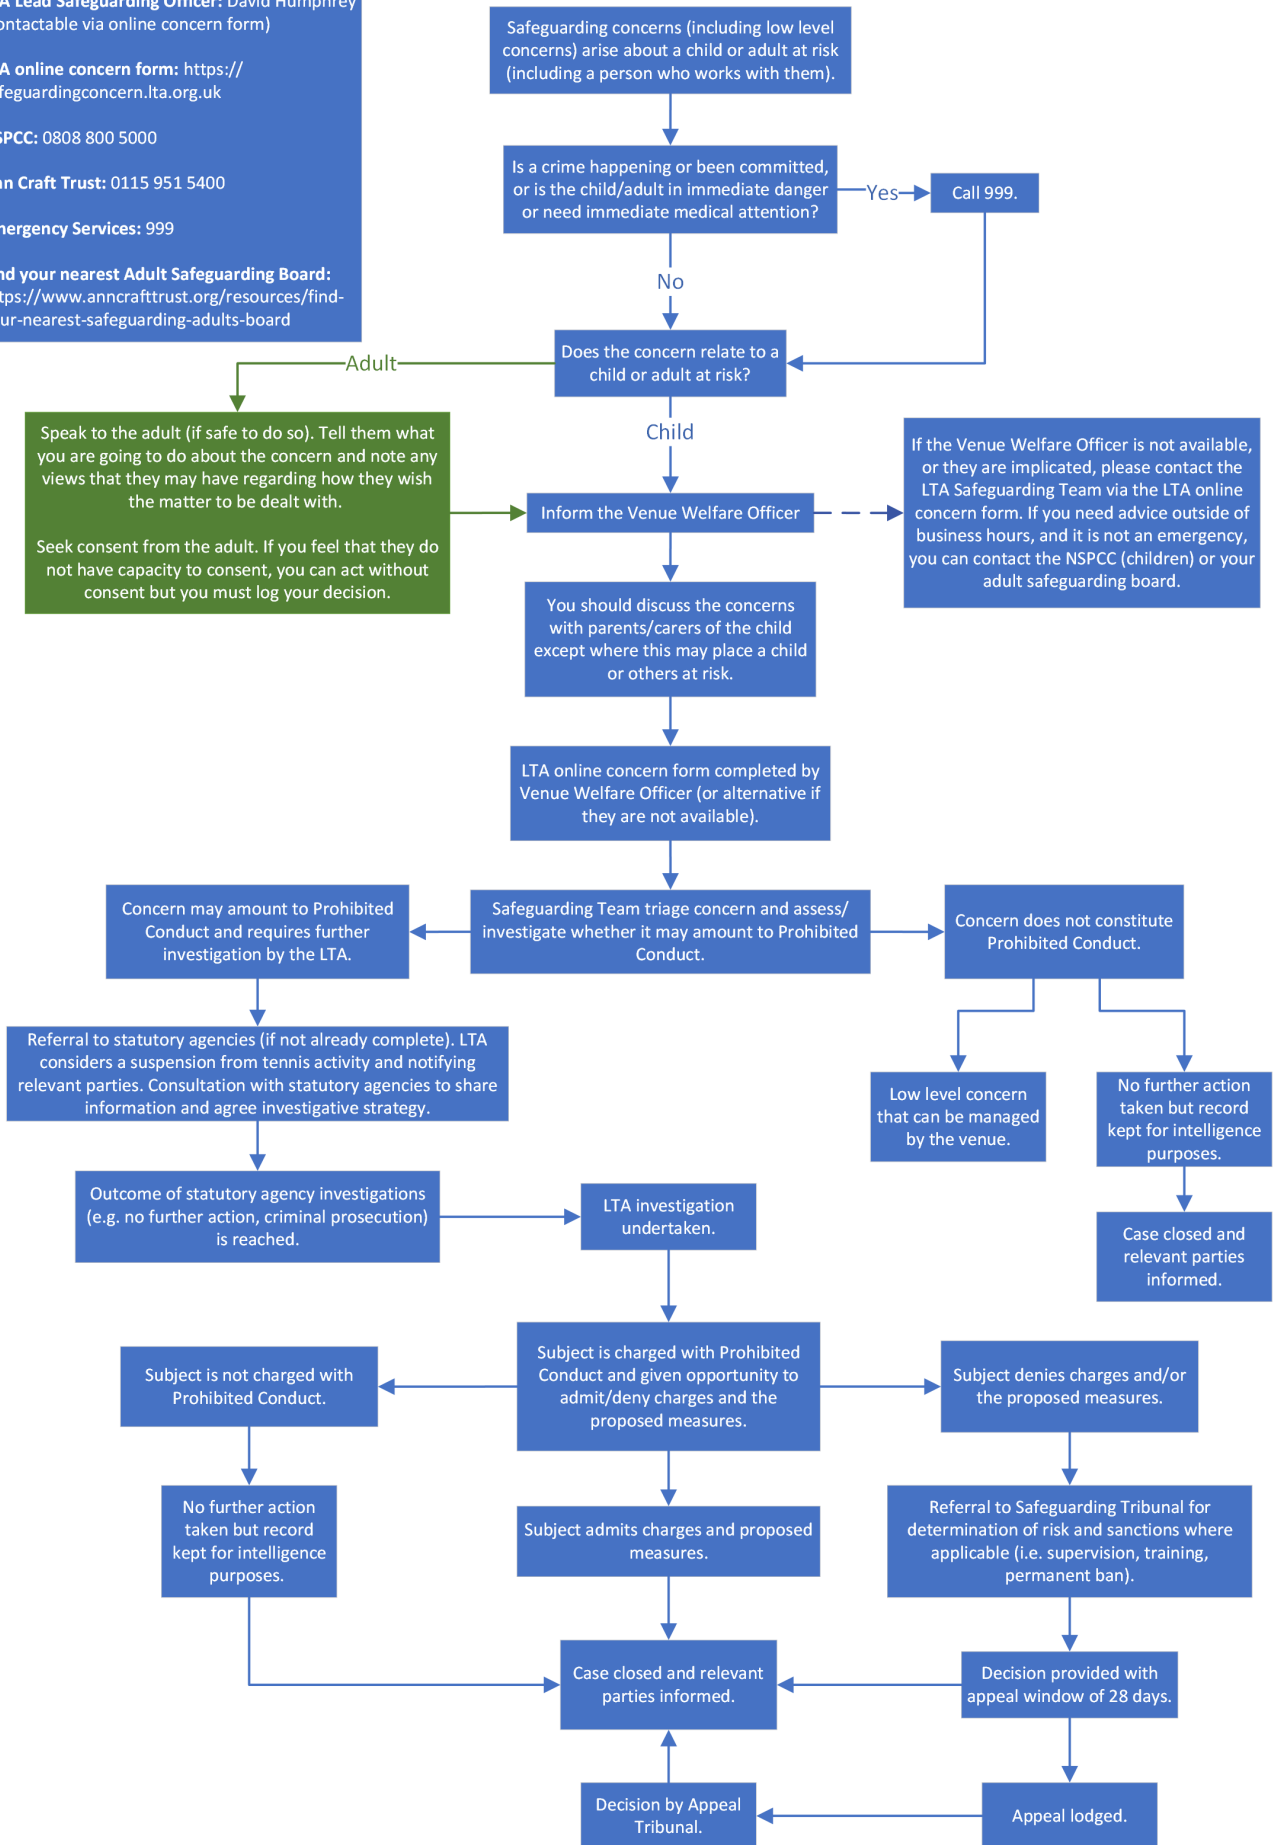 A Lead Safeguarding Officer: David Humphrey
ontactable via online concern form)
A online concern form: https://
feguardingconcern.lta.org.uk
SPCC: 0808 800 5000
nn Craft Trust: 0115 951 5400
mergency Services: 999
nd your nearest Adult Safeguarding Board:
tps://www.anncrafttrust.org/resources/find-
ur-nearest-safeguarding-adults-board
Safeguarding concerns (including low level
concerns) arise about a child or adult at risk
(including a person who works with them).
Is a crime happening or been committed,
or is the child/adult in immediate danger
or need immediate medical attention?
Yes
Call 999.
No
Does the concern relate to a
child or adult at risk?
Adult
Child
Speak to the adult (if safe to do so). Tell them what
you are going to do about the concern and note any
views that they may have regarding how they wish
the matter to be dealt with.
Seek consent from the adult. If you feel that they do
not have capacity to consent, you can act without
consent but you must log your decision.
Inform the Venue Welfare Officer
If the Venue Welfare Officer is not available,
or they are implicated, please contact the
LTA Safeguarding Team via the LTA online
concern form. If you need advice outside of
business hours, and it is not an emergency,
you can contact the NSPCC (children) or your
adult safeguarding board.
You should discuss the concerns
with parents/carers of the child
except where this may place a child
or others at risk.
LTA online concern form completed by
Venue Welfare Officer (or alternative if
they are not available).
Concern may amount to Prohibited
Conduct and requires further
investigation by the LTA.
Safeguarding Team triage concern and assess/
investigate whether it may amount to Prohibited
Conduct.
Concern does not constitute
Prohibited Conduct.
Referral to statutory agencies (if not already complete). LTA
considers a suspension from tennis activity and notifying
relevant parties. Consultation with statutory agencies to share
information and agree investigative strategy.
Low level concern
that can be managed
by the venue.
No further action
taken but record
kept for intelligence
purposes.
Outcome of statutory agency investigations
(e.g. no further action, criminal prosecution)
is reached.
LTA investigation
undertaken.
Case closed and
relevant parties
informed.
Subject is not charged with
Prohibited Conduct.
Subject is charged with Prohibited
Conduct and given opportunity to
admit/deny charges and the
proposed measures.
Subject denies charges and/or
the proposed measures.
No further action
taken but record
kept for intelligence
purposes.
Subject admits charges and proposed
measures.
Referral to Safeguarding Tribunal for
determination of risk and sanctions where
applicable (i.e. supervision, training,
permanent ban).
Case closed and relevant
parties informed.
Decision provided with
appeal window of 28 days.
Decision by Appeal
Tribunal.
Appeal lodged.